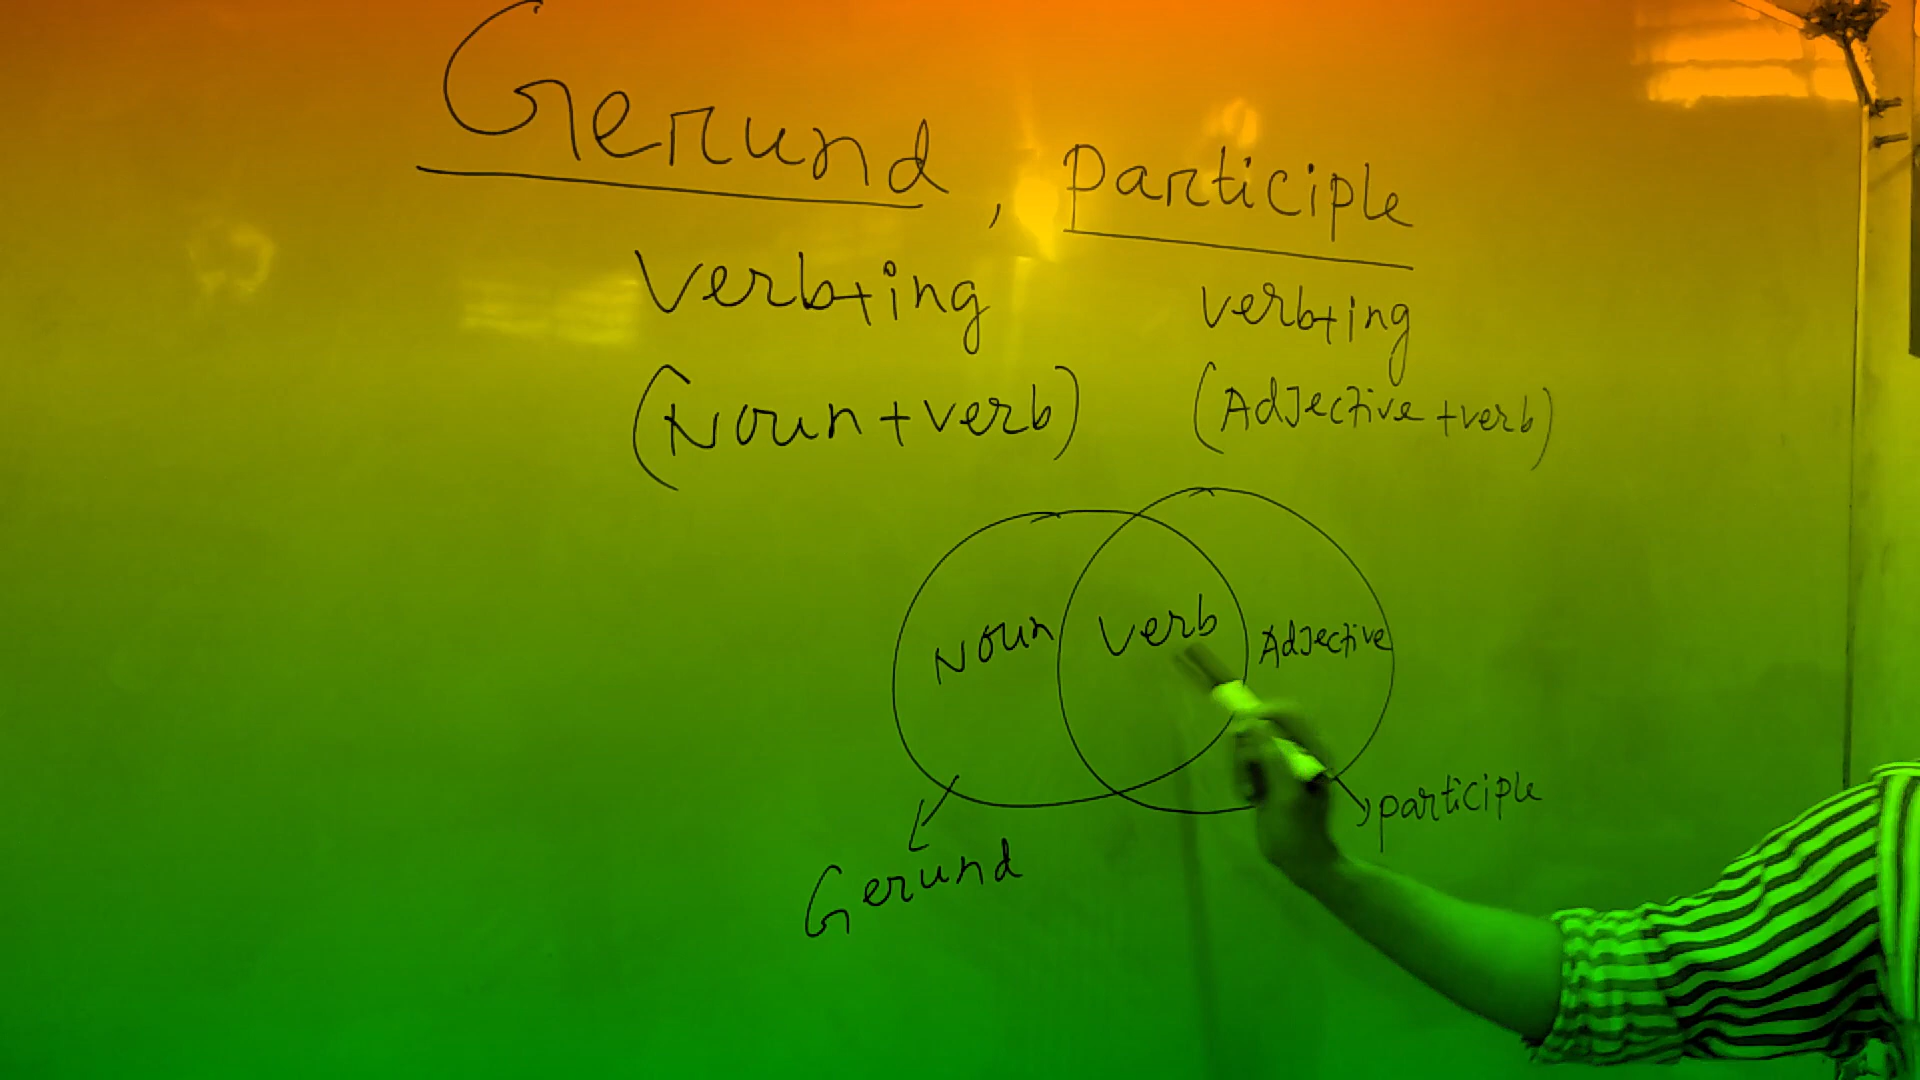 Gerund, participle
Verb+ing verb+ing
(Noun+verb) (Adjective+verb)
Noun Verb Adjective
participle
Gerund